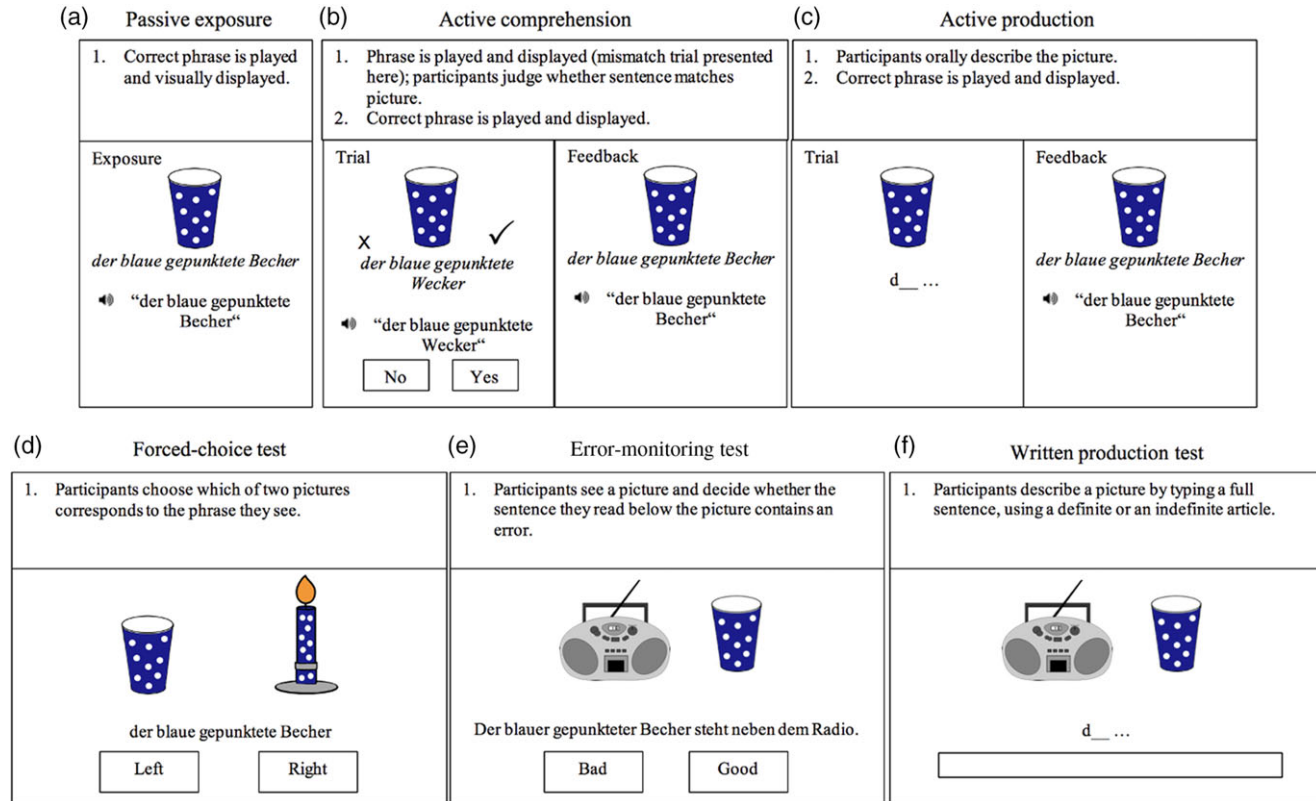 (a) Passive exposure
1. Correct phrase is played
and visually displayed.
Exposure
der blaue gepunktete Becher
“der blaue gepunktete
Becher“
(b) Active comprehension
1. Phrase is played and displayed (mismatch trial presented
here); participants judge whether sentence matches
picture.
2. Correct phrase is played and displayed.
Trial
X ✓
der blaue gepunktete
Wecker
“der blaue gepunktete
Wecker“
No Yes
Feedback
der blaue gepunktete Becher
“der blaue gepunktete
Becher“
(c) Active production
1. Participants orally describe the picture.
2. Correct phrase is played and displayed.
Trial
d__ ...
Feedback
der blaue gepunktete Becher
“der blaue gepunktete
Becher“
(d) Forced-choice test
1. Participants choose which of two pictures
corresponds to the phrase they see.
der blaue gepunktete Becher
Left Right
(e) Error-monitoring test
1. Participants see a picture and decide whether the
sentence they read below the picture contains an
error.
Der blauer gepunkteter Becher steht neben dem Radio.
Bad Good
(f) Written production test
1. Participants describe a picture by typing a full
sentence, using a definite or an indefinite article.
d__ ...